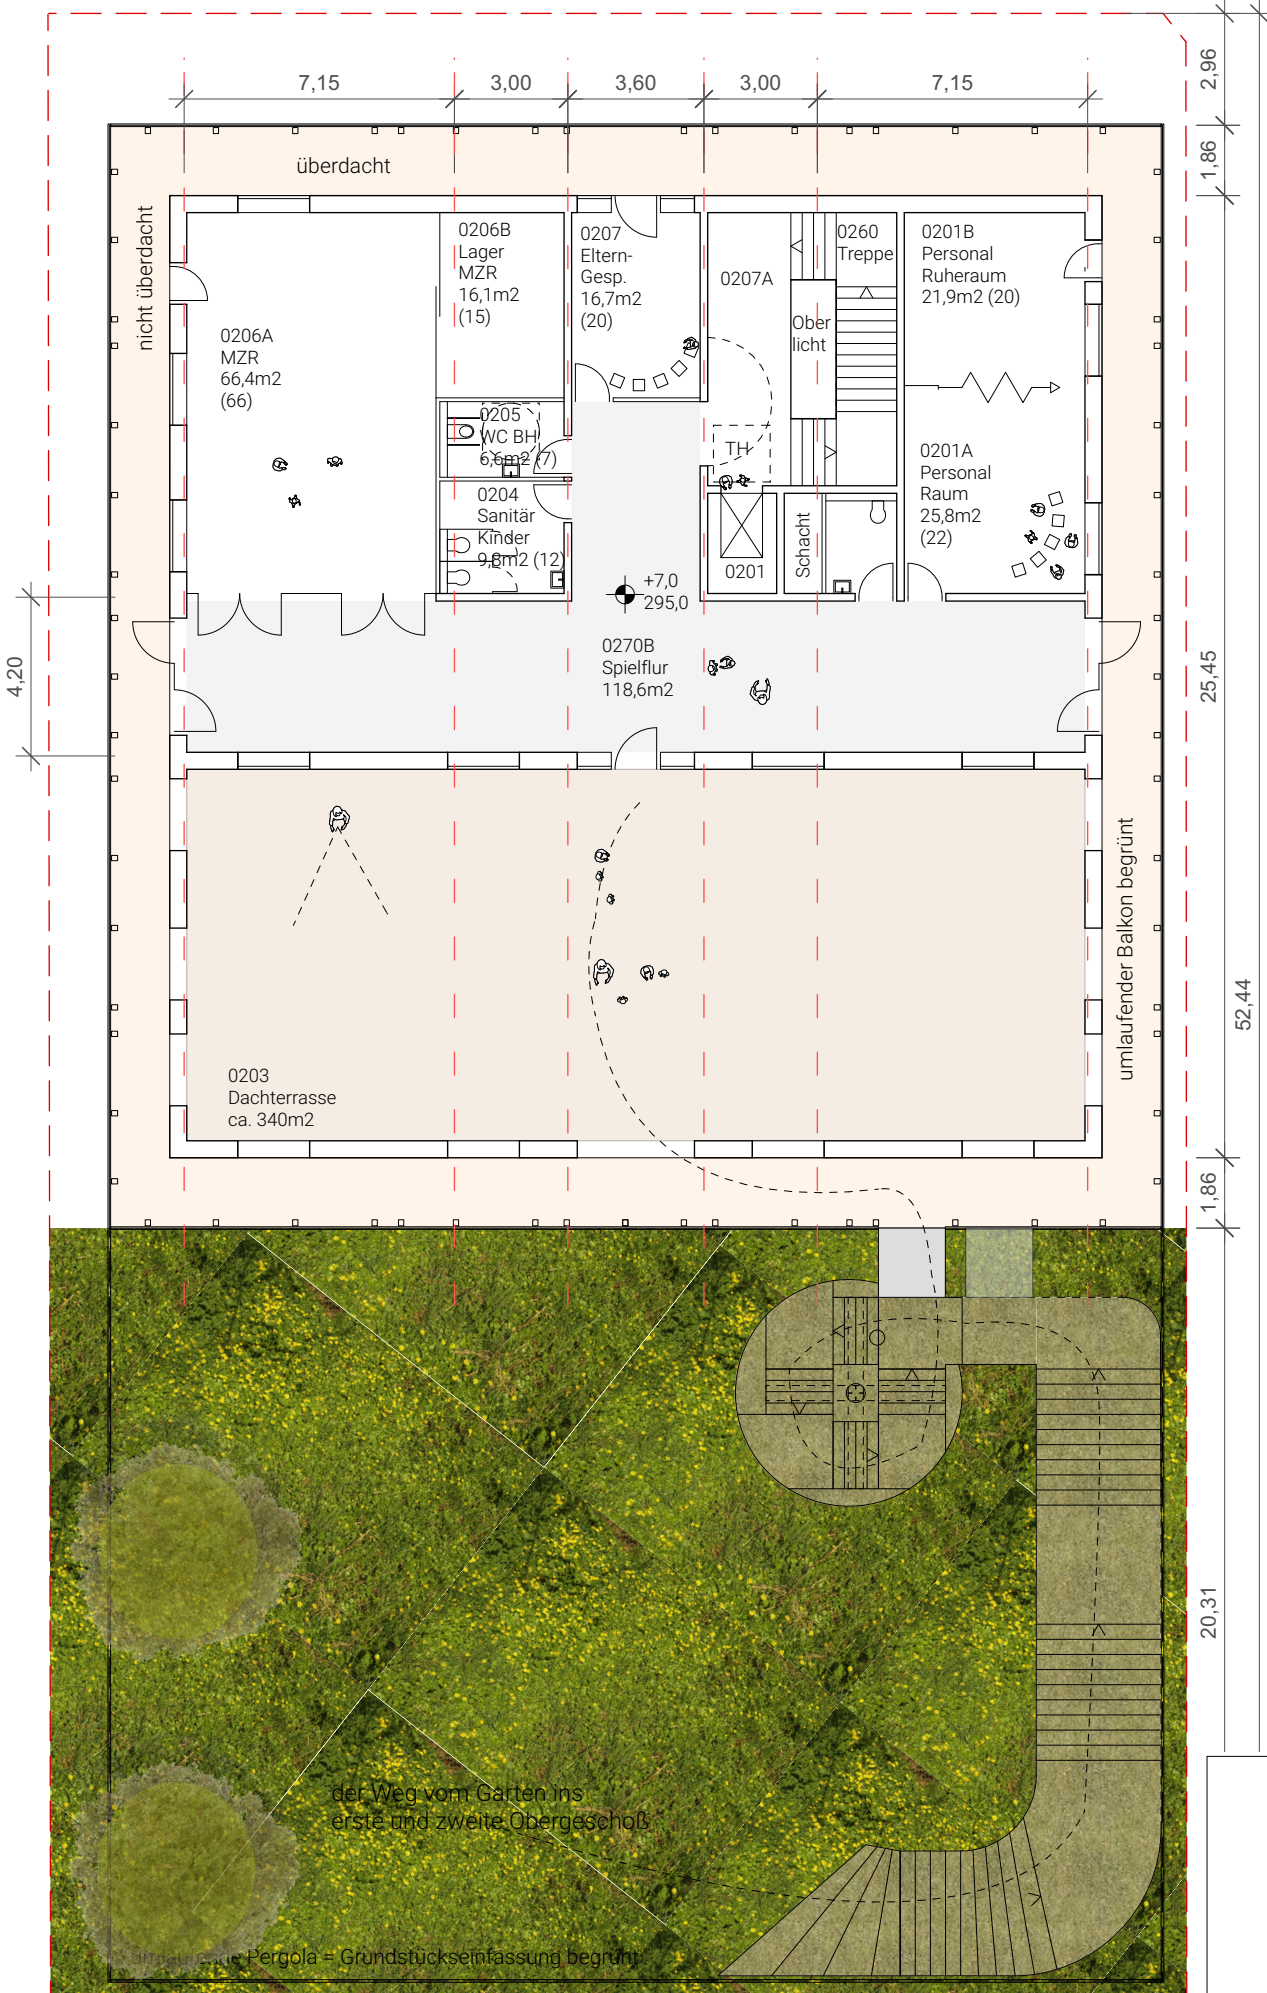 7,15
3,00
3,60
3,00
7,15
2,96
1,86
25,45
52,44
1,86
20,31
4,20
überdacht
nicht überdacht
umlaufender Balkon begrünt
0206A
MZR
66,4m2
(66)
0206B
Lager
MZR
16,1m2
(15)
0207
Eltern-
Gesp.
16,7m2
(20)
0207A
Ober
licht
0260
Treppe
0201B
Personal
Ruheraum
21,9m2 (20)
0205
WC BH
6,6m2 (7)
0204
Sanitär
Kinder
9,8m2 (12)
TH
0201
Schacht
0201A
Personal
Raum
25,8m2
(22)
+7,0
295,0
0270B
Spielflur
118,6m2
0203
Dachterrasse
ca. 340m2
der Weg vom Garten ins
erste und zweite Obergeschoß
Pergola = Grundstückseinfassung begrünt